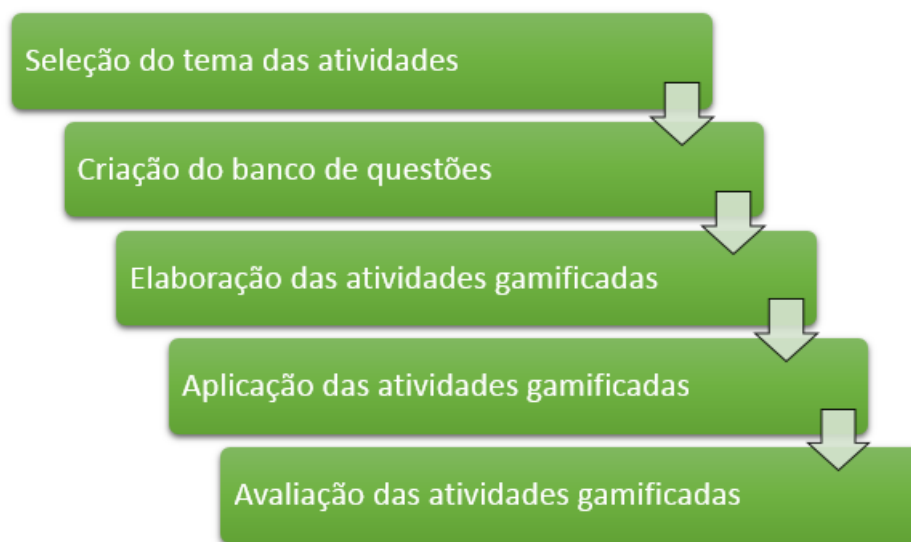 Seleção do tema das atividades
Criação do banco de questões
Elaboração das atividades gamificadas
Aplicação das atividades gamificadas
Avaliação das atividades gamificadas